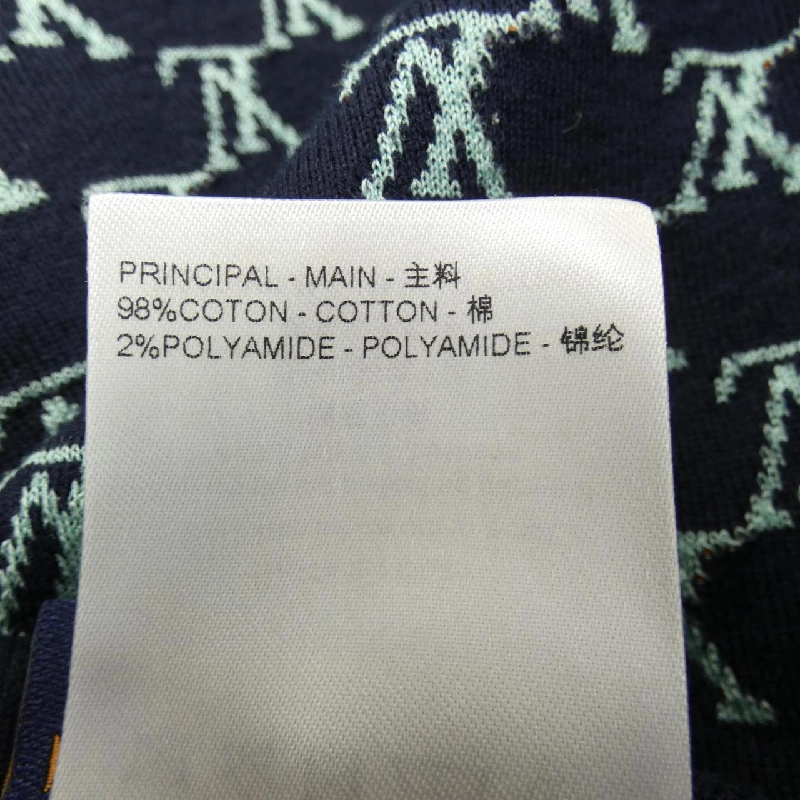 PRINCIPAL - MAIN - 主料
98%COTON - COTTON - 棉
2%POLYAMIDE - POLYAMIDE - 锦纶